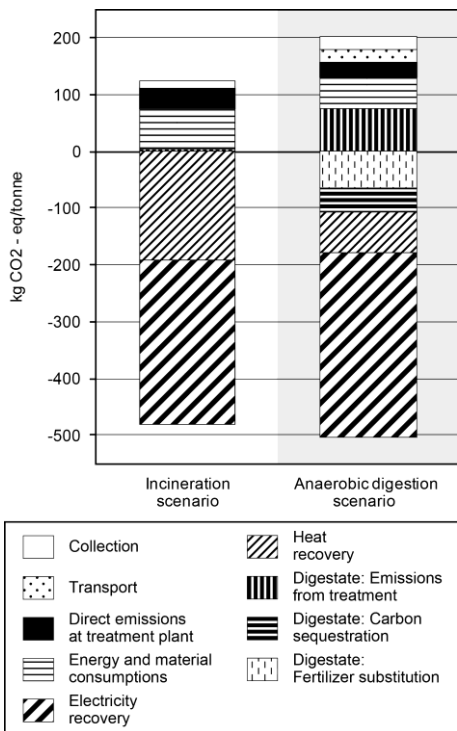 kg CO2 - eq/tonne
200
100
0
-100
-200
-300
-400
-500
Incineration
scenario
Anaerobic digestion
scenario
Collection
Transport
Direct emissions
at treatment plant
Energy and material
consumptions
Electricity
recovery
Heat
recovery
Digestate: Emissions
from treatment
Digestate: Carbon
sequestration
Digestate:
Fertilizer substitution